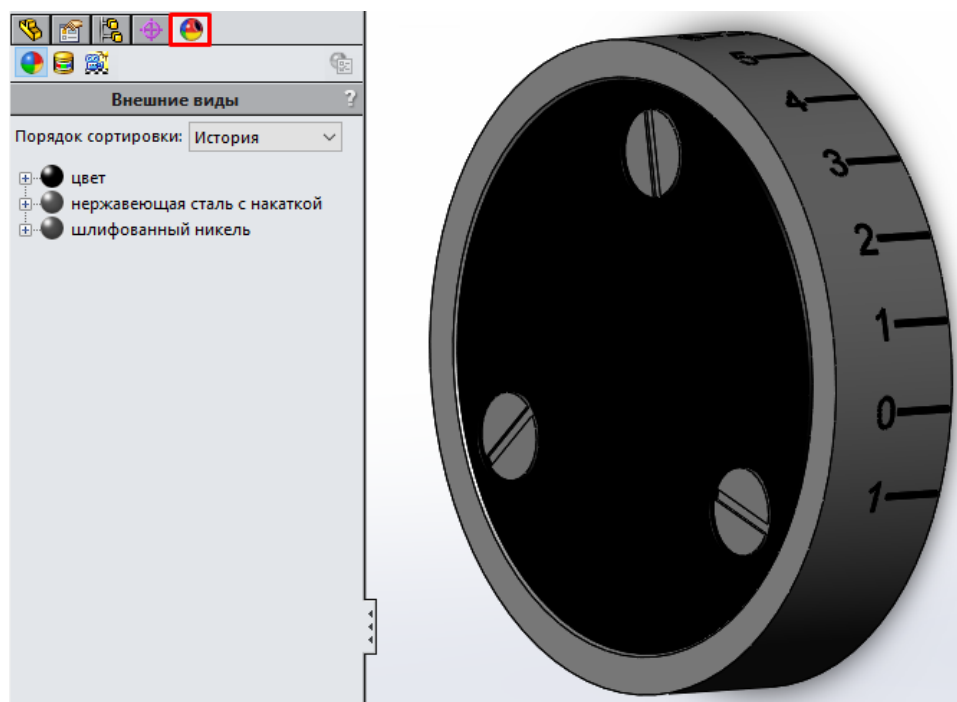 Внешние виды
?
Порядок сортировки: История
цвет
нержавеющая сталь с накаткой
шлифованный никель
5
4
3
2
1
0
1